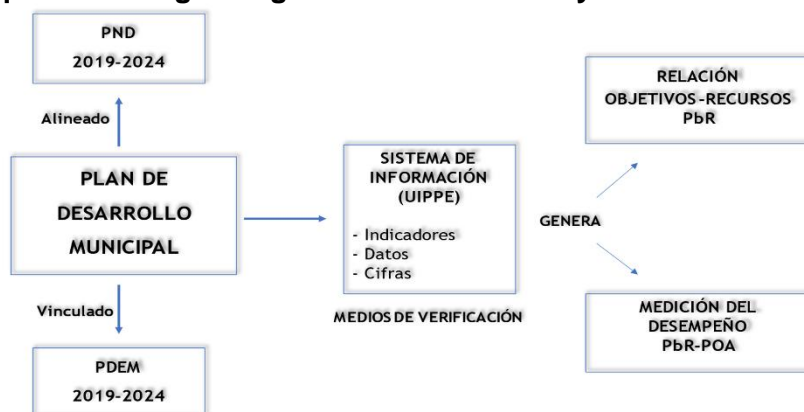 PND
2019-2024
Alineado
PLAN DE
DESARROLLO
MUNICIPAL
Vinculado
PDEM
2019-2024
SISTEMA DE
INFORMACIÓN
(UIPPE)
- Indicadores
- Datos
- Cifras
MEDIOS DE VERIFICACIÓN
GENERA
RELACIÓN
OBJETIVOS-RECURSOS
PbR
MEDICIÓN DEL
DESEMPEÑO
PbR-POA